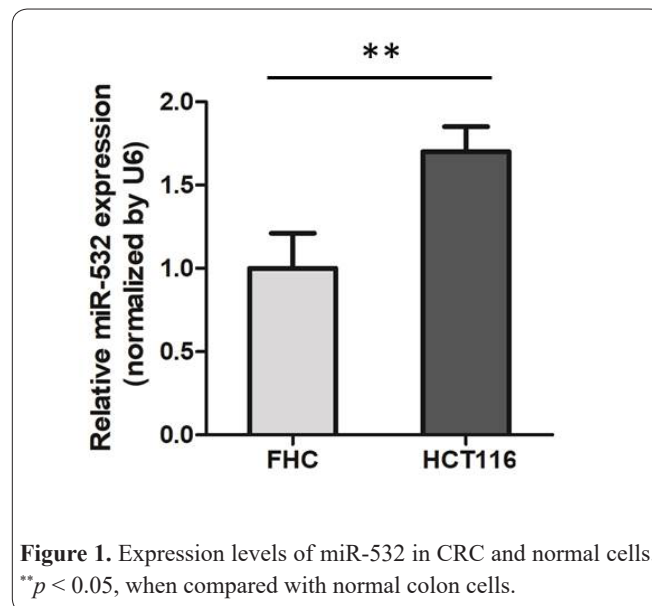 **
Relative miR-532 expression
(normalized by U6)
2.0
1.5
1.0
0.5
0.0
FHC HCT116
Figure 1. Expression levels of miR-532 in CRC and normal cells
**p < 0.05, when compared with normal colon cells.